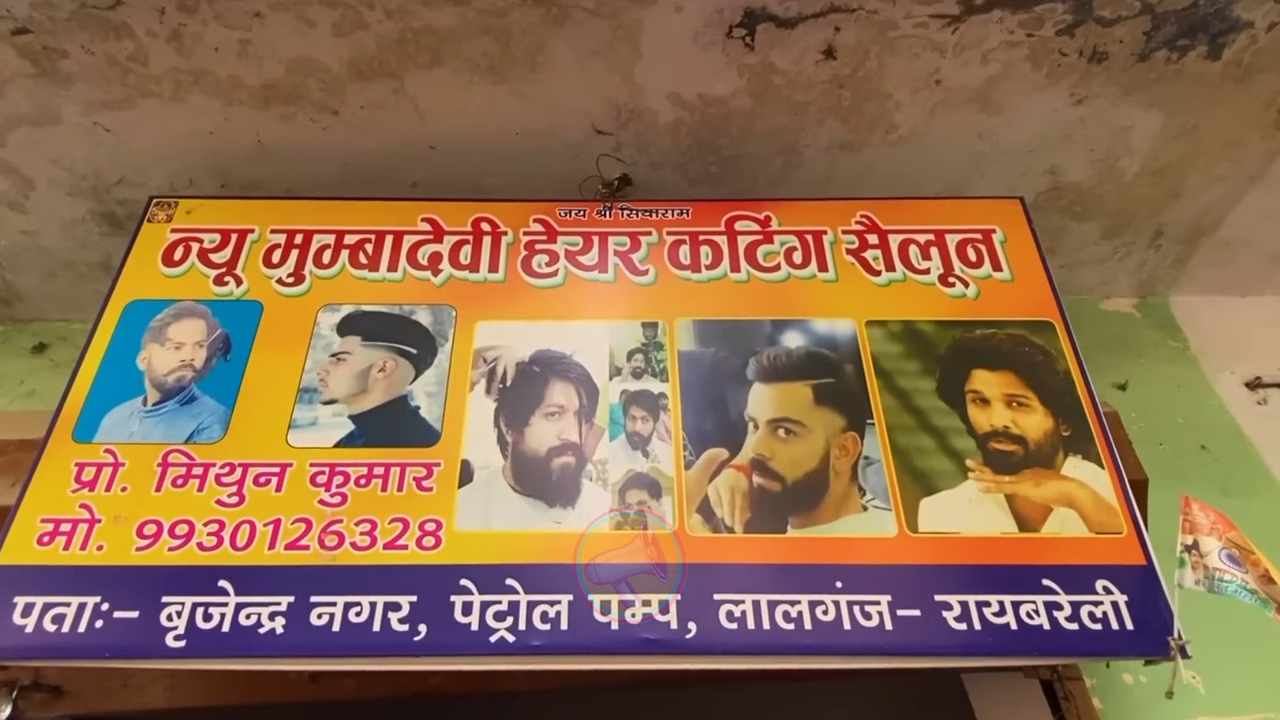 जय श्री सियाराम
न्यू मुम्बादेवी हेयर कटिंग सैलून
प्रो. मिथुन कुमार
मो. 9930126328
पताः- बृजेन्द्र नगर, पेट्रोल पम्प, लालगंज- रायबरेली